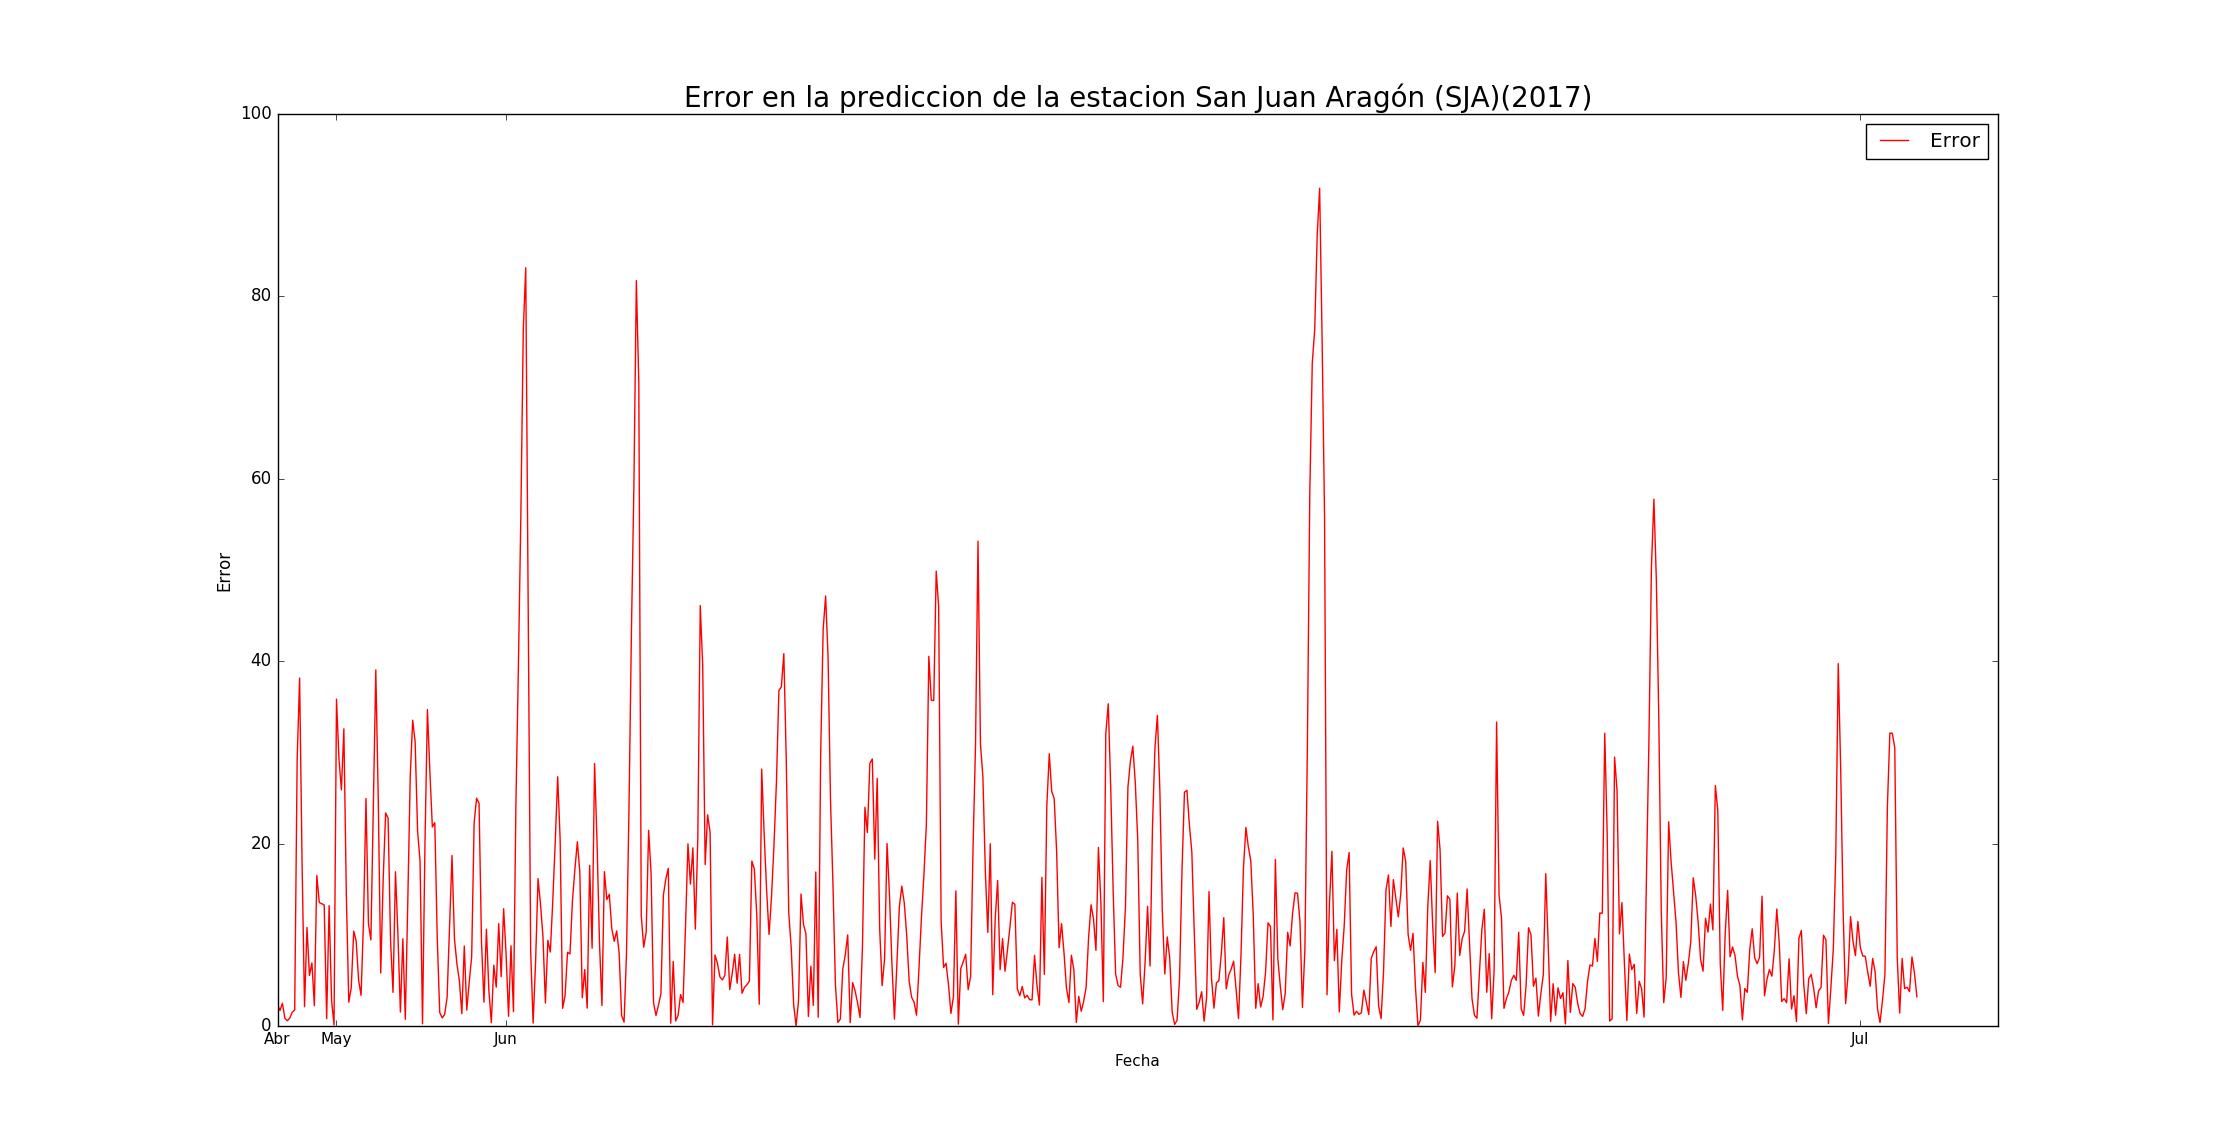 Error en la prediccion de la estacion San Juan Aragón (SJA)(2017)
100
80
60
40
20
0
Error
Error
Abr May Jun Jul
Fecha